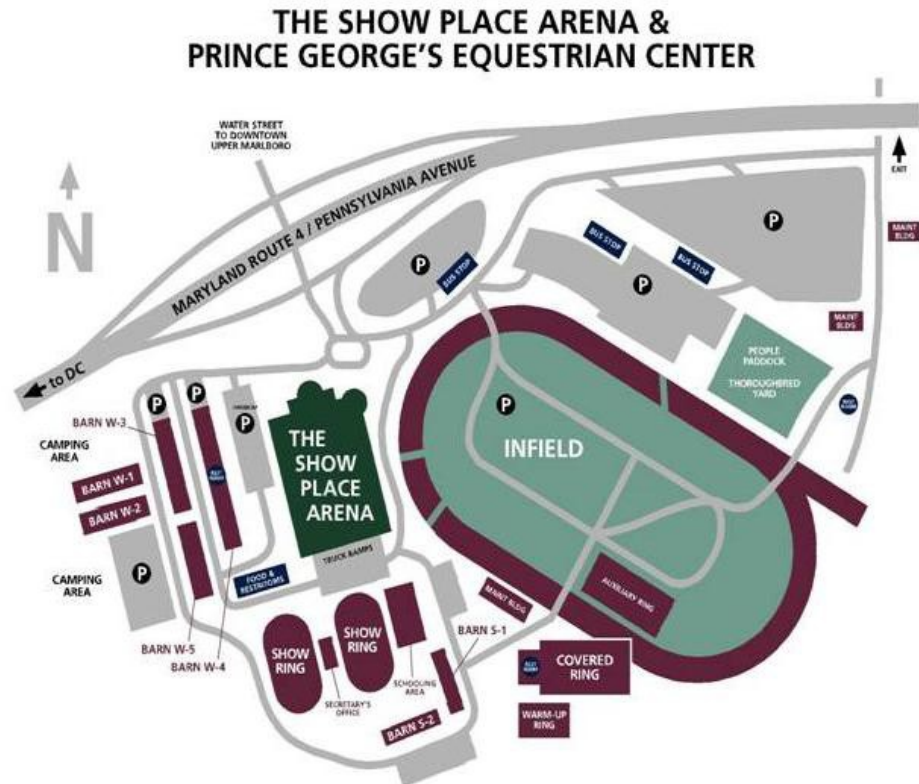 THE SHOW PLACE ARENA &
PRINCE GEORGE'S EQUESTRIAN CENTER
WATER STREET
TO DOWNTOWN
UPPER MARLBORO
N
MARYLAND ROUTE 4 / PENNSYLVANIA AVENUE
EXIT
P
P
P
BUS STOP
BUS STOP
BUS STOP
MAINT
BLDG
MAINT
BLDG
PEOPLE
PADDOCK
THOROUGHBRED
YARD
to DC
P
P
P
P
BARN W-3
CAMPING
AREA
BARN W-1
BARN W-2
THE
SHOW
PLACE
ARENA
INFIELD
TRUCK RAMPS
P
CAMPING
AREA
FOOD &
RESTROOMS
AUXILIARY RING
MAINT BLDG
BARN S-1
BARN W-5
BARN W-4
SHOW
RING
SHOW
RING
SCHOOLING
AREA
SECRETARY'S
OFFICE
COVERED
RING
BARN S-2
WARM-UP
RING